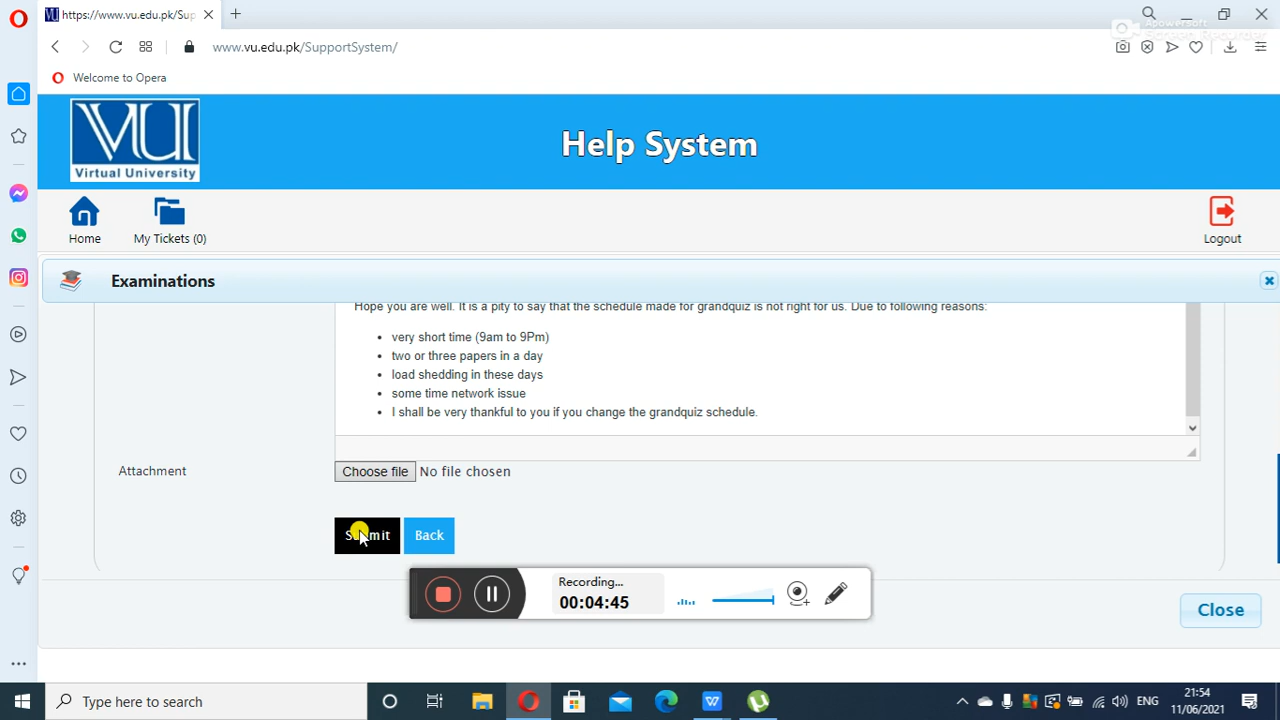 https://www.vu.edu.pk/Sup
Apowersoft
Screen Recorder
www.vu.edu.pk/SupportSystem/
Welcome to Opera
VU
Virtual University
Help System
Home
My Tickets (0)
Logout
Examinations
Hope you are well. It is a pity to say that the schedule made for grandquiz is not right for us. Due to following reasons:
• very short time (9am to 9Pm)
• two or three papers in a day
• load shedding in these days
• some time network issue
• I shall be very thankful to you if you change the grandquiz schedule.
Attachment
Choose file No file chosen
Submit Back
Recording...
00:04:45
Close
Type here to search
ENG
21:54
11/06/2021